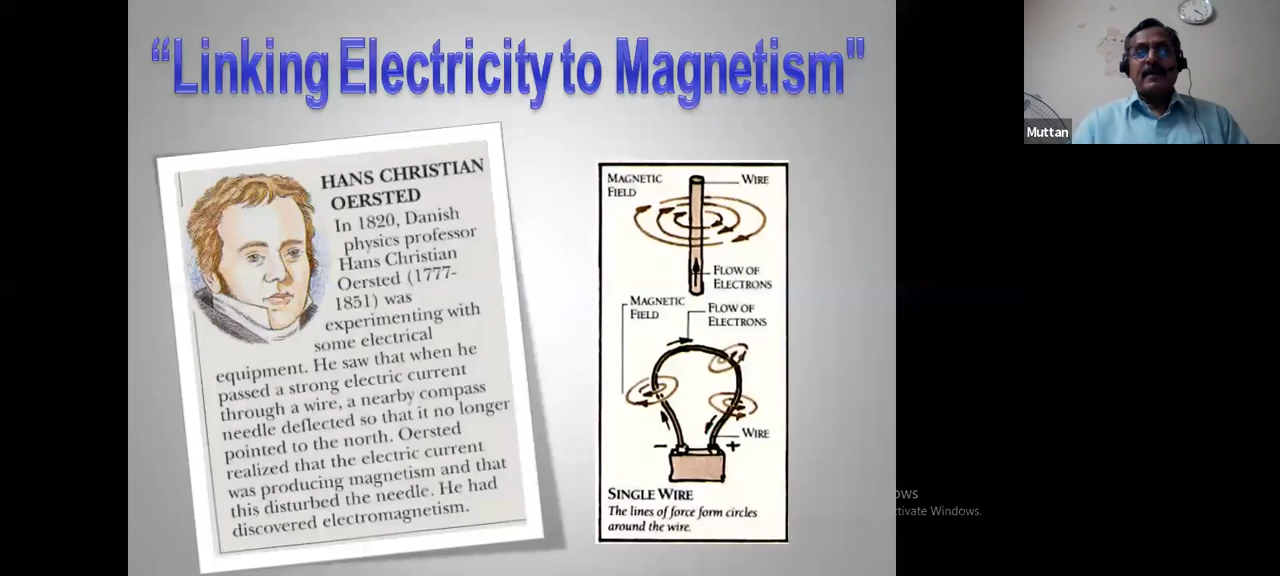 “Linking Electricity to Magnetism"
HANS CHRISTIAN
OERSTED
In 1820, Danish
physics professor
Hans Christian
Oersted (1777-
1851) was
experimenting with
some electrical
equipment. He saw that when he
passed a strong electric current
through a wire, a nearby compass
needle deflected so that it no longer
pointed to the north. Oersted
realized that the electric current
was producing magnetism and that
this disturbed the needle. He had
discovered electromagnetism.
MAGNETIC
FIELD
WIRE
FLOW OF
ELECTRONS
MAGNETIC
FIELD
FLOW OF
ELECTRONS
WIRE
− +
SINGLE WIRE
The lines of force form circles
around the wire.
Muttan
ows
ctivate Windows.